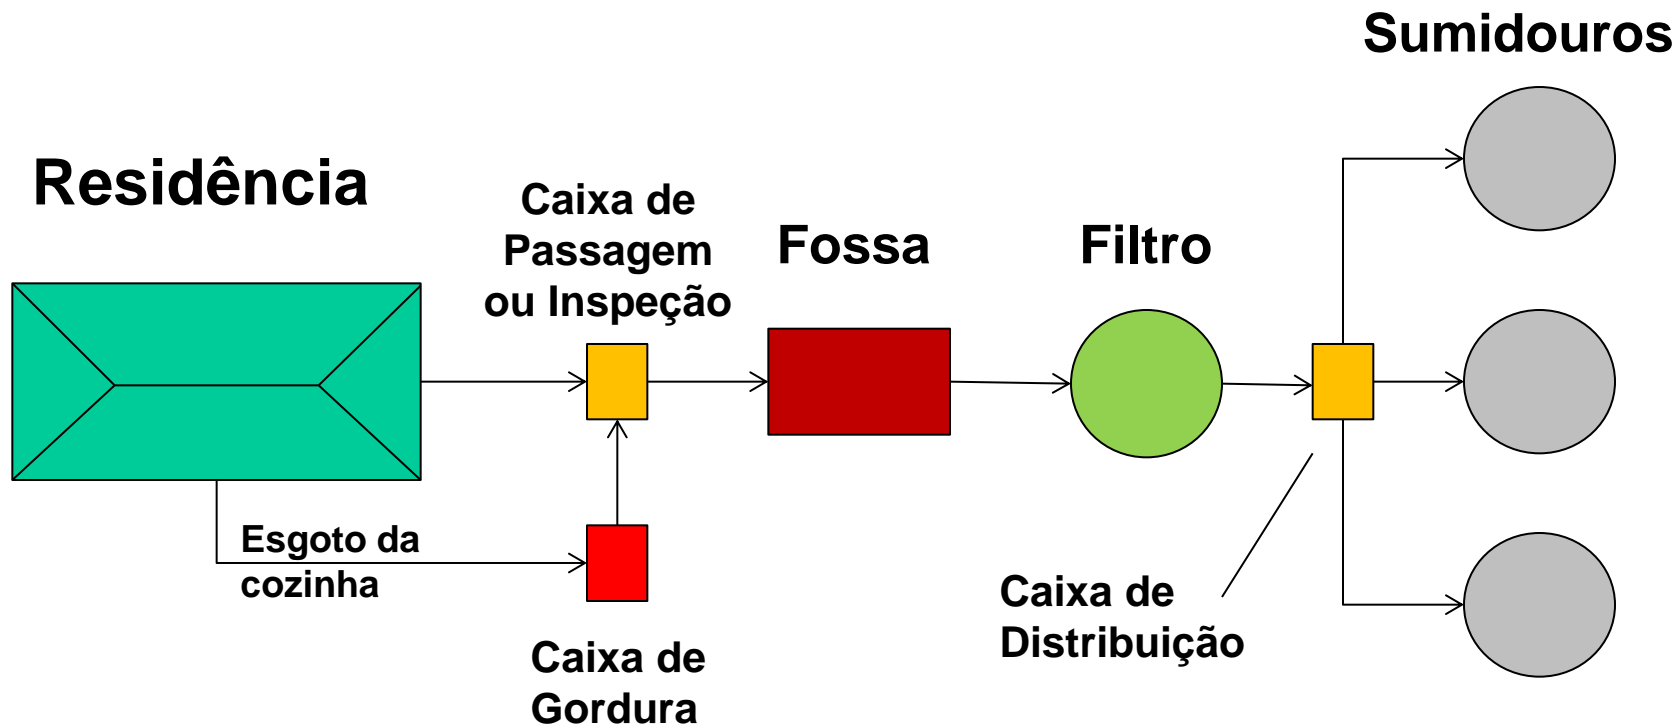 Sumidouros
Residência
Caixa de
Passagem
ou Inspeção
Fossa
Filtro
Esgoto da
cozinha
Caixa de
Gordura
Caixa de
Distribuição